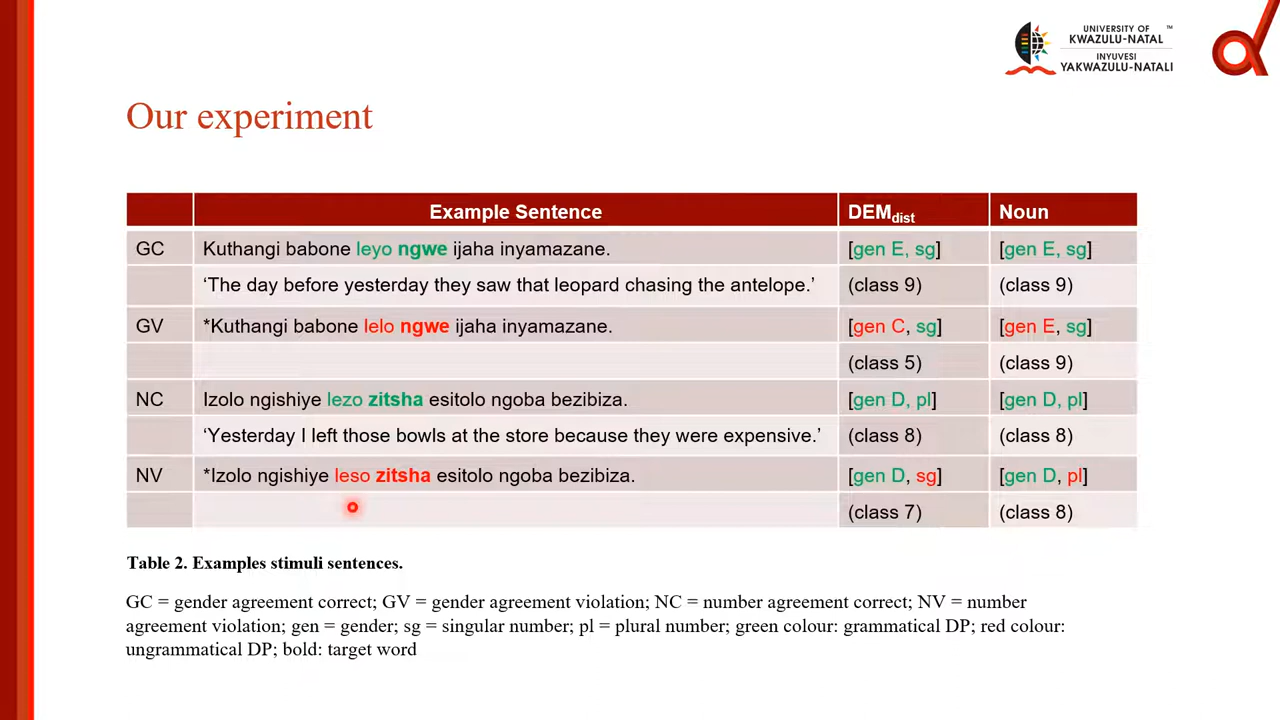 UNIVERSITY OF ™
KWAZULU-NATAL
INYUVESI
YAKWAZULU-NATALI
Our experiment
Example Sentence DEMdist Noun
GC Kuthangi babone leyo ngwe ijaha inyamazane. [gen E, sg] [gen E, sg]
‘The day before yesterday they saw that leopard chasing the antelope.’ (class 9) (class 9)
GV *Kuthangi babone lelo ngwe ijaha inyamazane. [gen C, sg] [gen E, sg]
(class 5) (class 9)
NC Izolo ngishiye lezo zitsha esitolo ngoba bezibiza. [gen D, pl] [gen D, pl]
‘Yesterday I left those bowls at the store because they were expensive.’ (class 8) (class 8)
NV *Izolo ngishiye leso zitsha esitolo ngoba bezibiza. [gen D, sg] [gen D, pl]
(class 7) (class 8)
Table 2. Examples stimuli sentences.
GC = gender agreement correct; GV = gender agreement violation; NC = number agreement correct; NV = number
agreement violation; gen = gender; sg = singular number; pl = plural number; green colour: grammatical DP; red colour:
ungrammatical DP; bold: target word